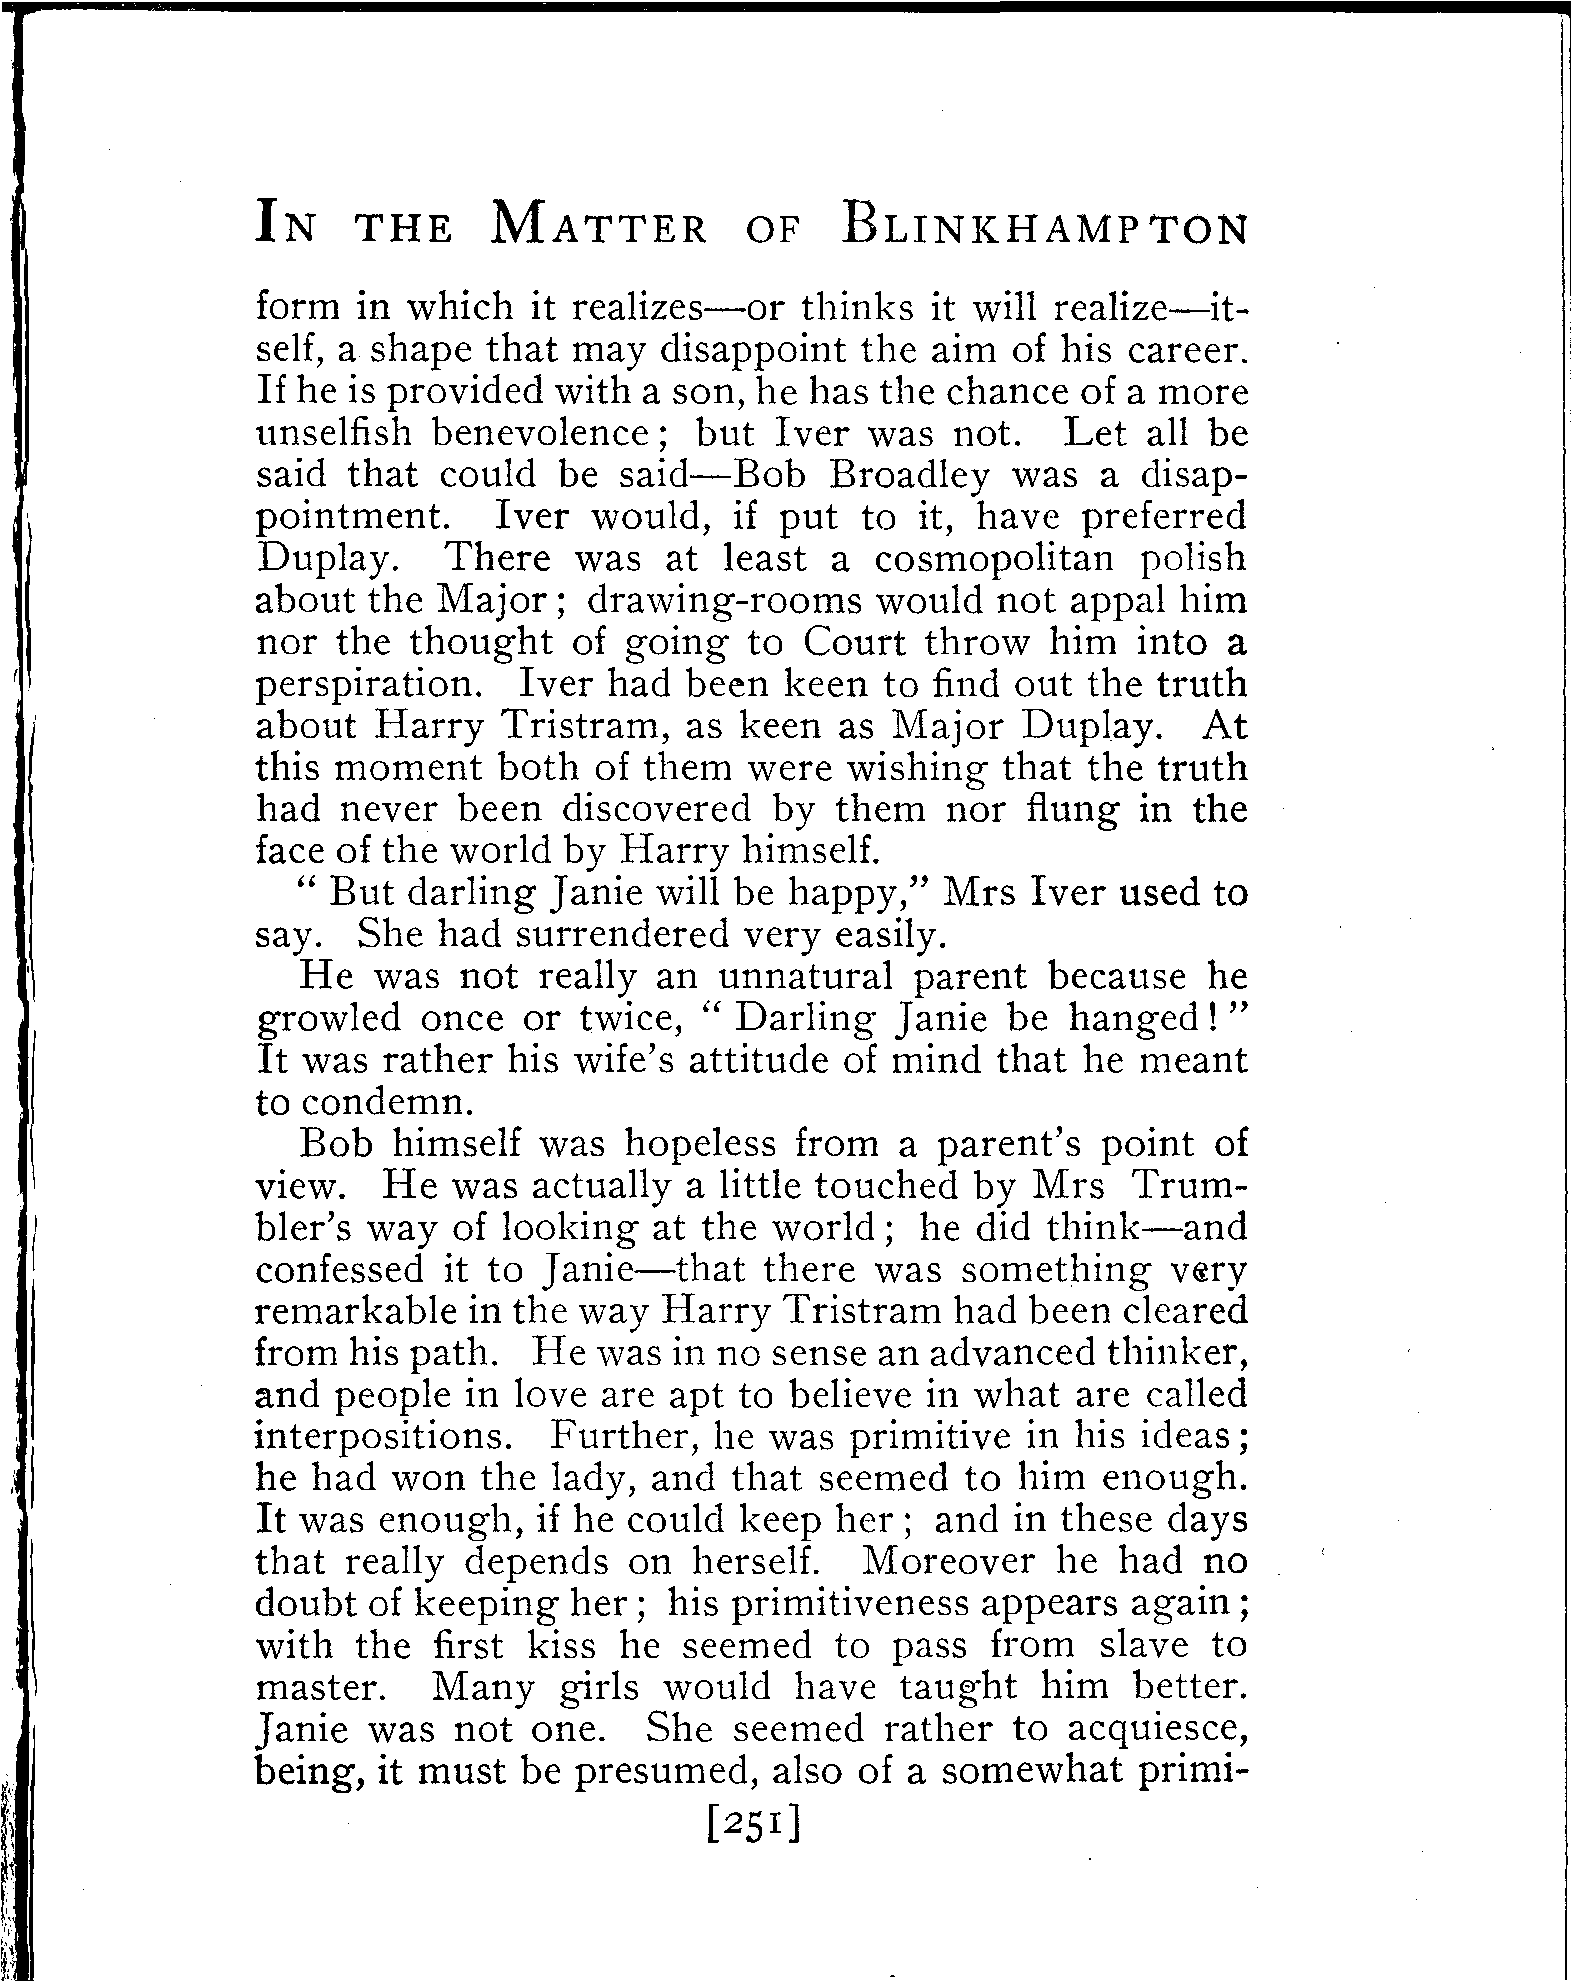 In the Matter of Blinkhampton
form in which it realizes—or thinks it will realize—it-
self, a shape that may disappoint the aim of his career.
If he is provided with a son, he has the chance of a more
unselfish benevolence; but Iver was not. Let all be
said that could be said—Bob Broadley was a disap-
pointment. Iver would, if put to it, have preferred
Duplay. There was at least a cosmopolitan polish
about the Major; drawing-rooms would not appal him
nor the thought of going to Court throw him into a
perspiration. Iver had been keen to find out the truth
about Harry Tristram, as keen as Major Duplay. At
this moment both of them were wishing that the truth
had never been discovered by them nor flung in the
face of the world by Harry himself.
“ But darling Janie will be happy,” Mrs Iver used to
say. She had surrendered very easily.
He was not really an unnatural parent because he
growled once or twice, “ Darling Janie be hanged! ”
It was rather his wife's attitude of mind that he meant
to condemn.
Bob himself was hopeless from a parent's point of
view. He was actually a little touched by Mrs Trum-
bler's way of looking at the world; he did think—and
confessed it to Janie—that there was something very
remarkable in the way Harry Tristram had been cleared
from his path. He was in no sense an advanced thinker,
and people in love are apt to believe in what are called
interpositions. Further, he was primitive in his ideas;
he had won the lady, and that seemed to him enough.
It was enough, if he could keep her; and in these days
that really depends on herself. Moreover he had no
doubt of keeping her; his primitiveness appears again;
with the first kiss he seemed to pass from slave to
master. Many girls would have taught him better.
Janie was not one. She seemed rather to acquiesce,
being, it must be presumed, also of a somewhat primi-
[251]